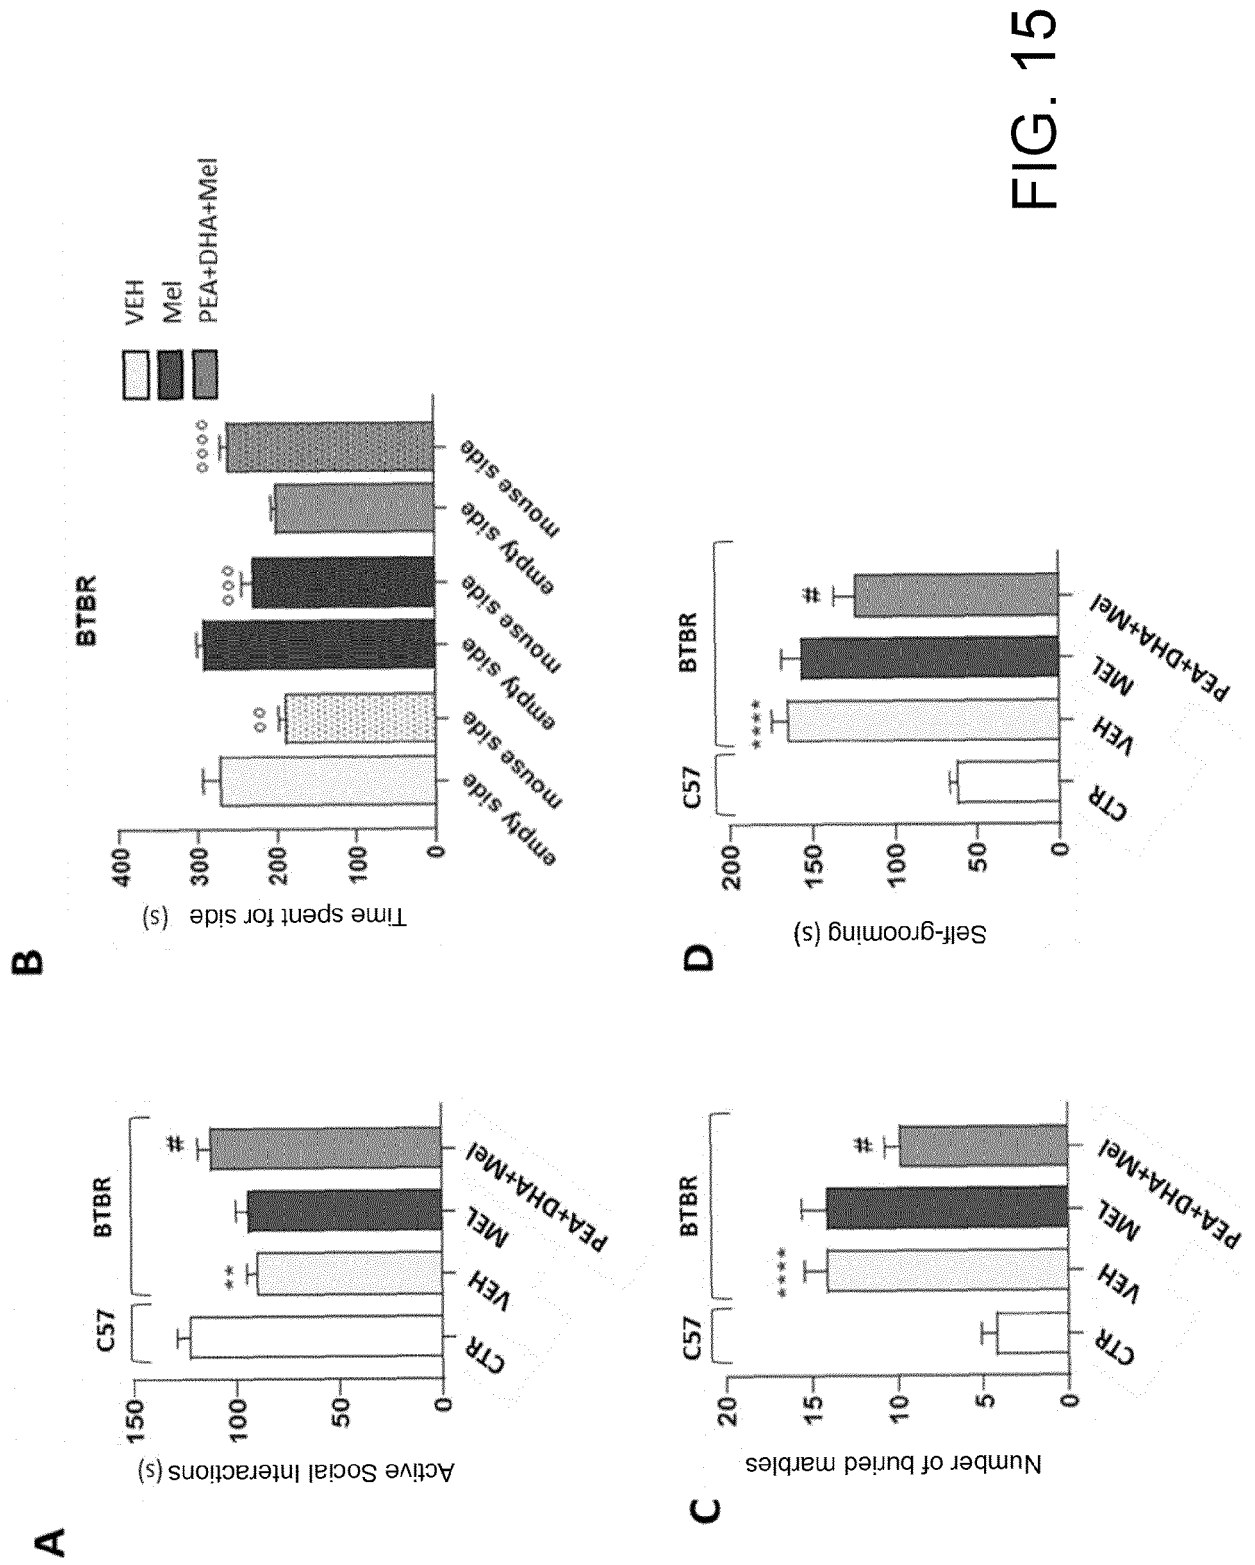 A
Active Social Interactions (s)
150
100
50
0
C57
BTBR
**
#
CTR
VEH
MEL
PEA+DHA+Mel
B
BTBR
Time spent for side (s)
400
300
200
100
0
°°
°°°
°°°°
empty side
mouse side
empty side
mouse side
empty side
mouse side
VEH
Mel
PEA+DHA+Mel
C
Number of buried marbles
20
15
10
5
0
C57
BTBR
****
#
CTR
VEH
MEL
PEA+DHA+Mel
D
Self-grooming (s)
200
150
100
50
0
C57
BTBR
****
#
CTR
VEH
MEL
PEA+DHA+Mel
FIG. 15